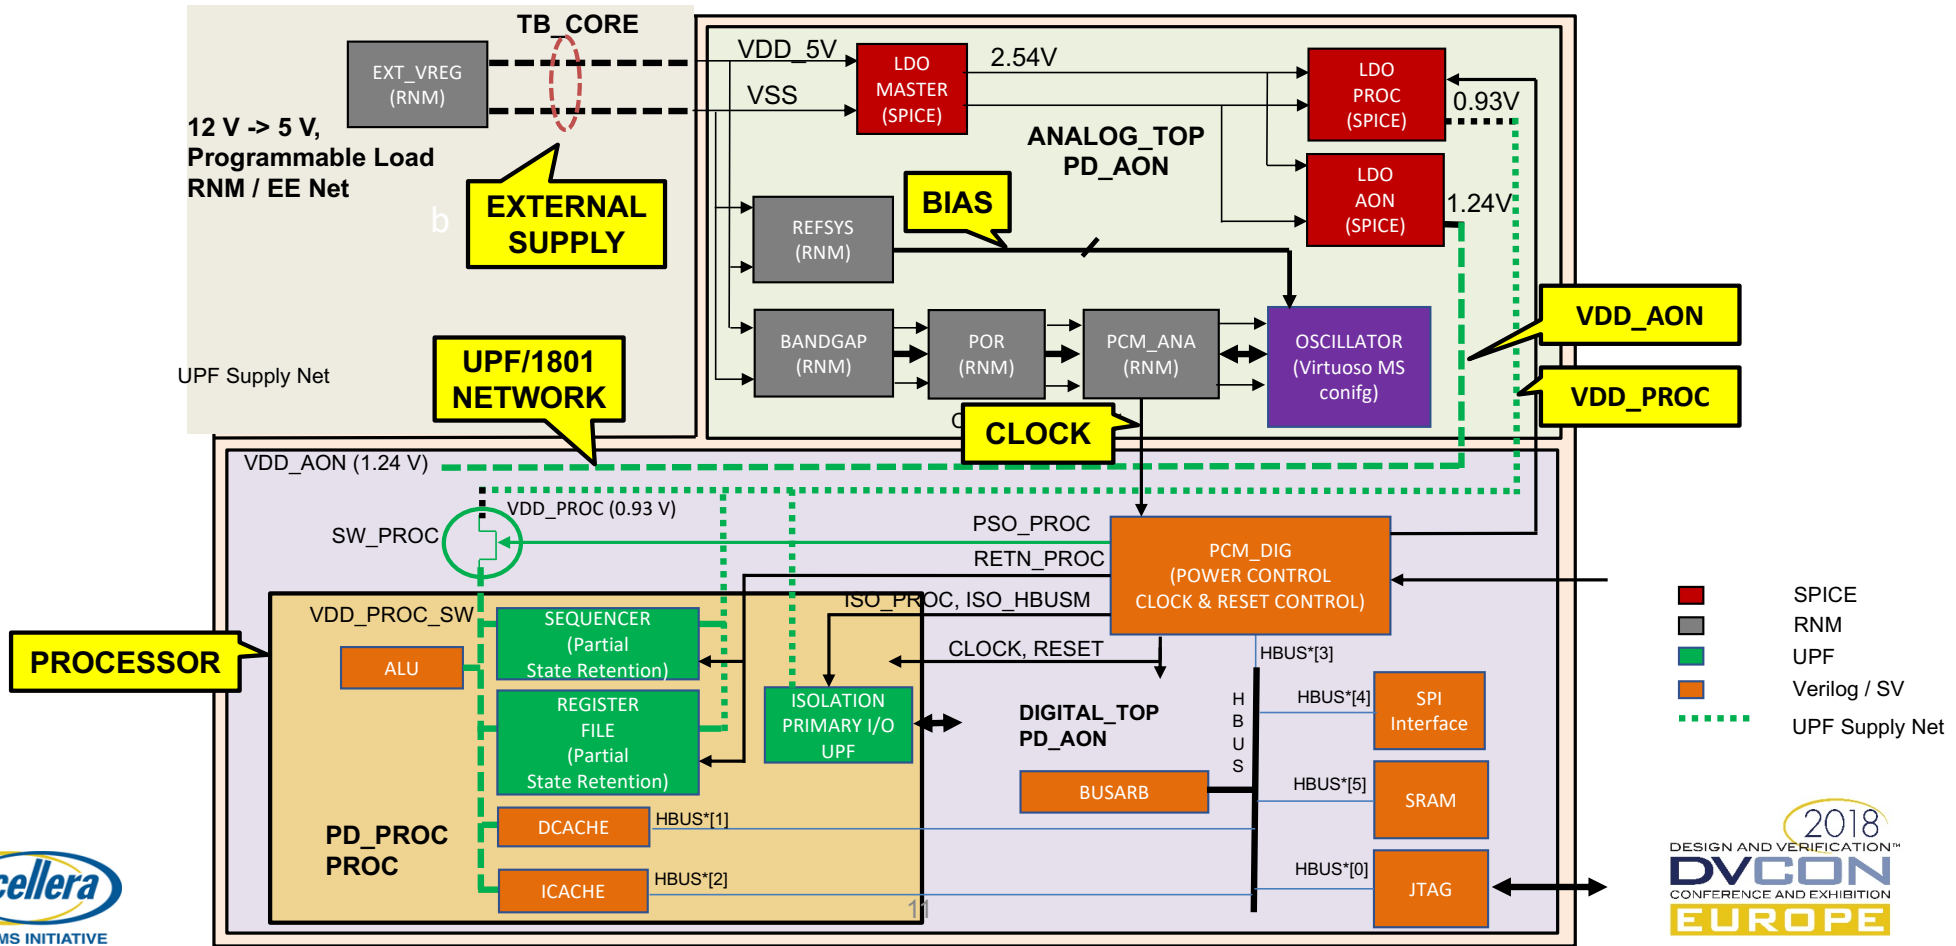 TB_CORE
EXT_VREG
(RNM)
12 V -> 5 V,
Programmable Load
RNM / EE Net
b
EXTERNAL
SUPPLY
UPF Supply Net
UPF/1801
NETWORK
VDD_5V
VSS
LDO
MASTER
(SPICE)
2.54V
LDO
PROC
(SPICE)
0.93V
ANALOG_TOP
PD_AON
LDO
AON
(SPICE)
1.24V
BIAS
REFSYS
(RNM)
BANDGAP
(RNM)
POR
(RNM)
PCM_ANA
(RNM)
OSCILLATOR
(Virtuoso MS
conifg)
CLOCK
VDD_AON
VDD_PROC
VDD_AON (1.24 V)
VDD_PROC (0.93 V)
SW_PROC
PSO_PROC
RETN_PROC
ISO_PROC, ISO_HBUSM
CLOCK, RESET
PCM_DIG
(POWER CONTROL
CLOCK & RESET CONTROL)
PROCESSOR
VDD_PROC_SW
ALU
SEQUENCER
(Partial
State Retention)
REGISTER
FILE
(Partial
State Retention)
ISOLATION
PRIMARY I/O
UPF
DCACHE
HBUS*[1]
ICACHE
HBUS*[2]
PD_PROC
PROC
DIGITAL_TOP
PD_AON
BUSARB
HBUS*[3]
H
B
U
S
HBUS*[4]
SPI
Interface
HBUS*[5]
SRAM
HBUS*[0]
JTAG
SPICE
RNM
UPF
Verilog / SV
UPF Supply Net
11
cellera
MS INITIATIVE
2018
DESIGN AND VERIFICATION™
DVCON
CONFERENCE AND EXHIBITION
EUROPE